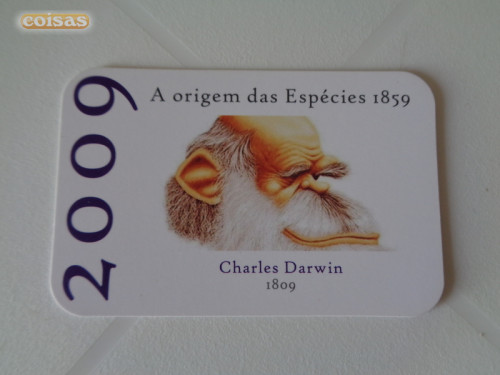 coisas
2009
A origem das Espécies 1859
Charles Darwin
1809